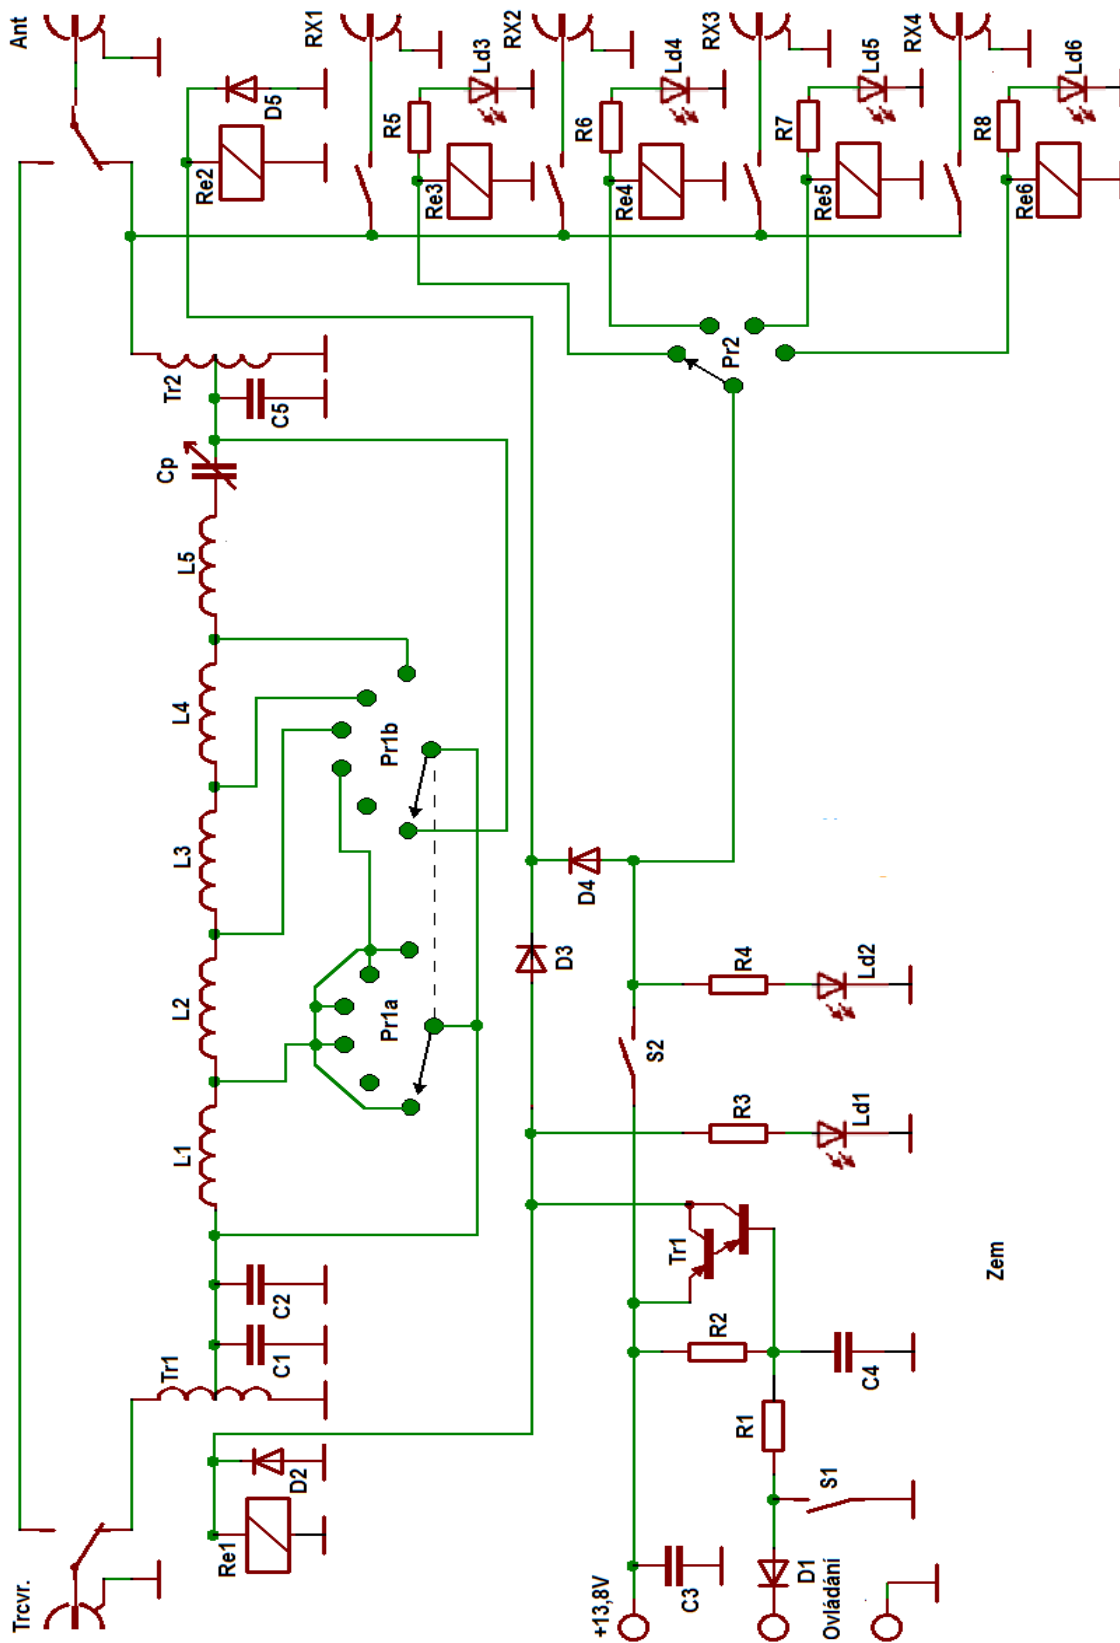 Trcvr.
Ant
Re1
D2
Tr1
C1
C2
L1
L2
L3
L4
L5
Cp
C5
Tr2
Re2
D5
RX1
R5
Ld3
Re3
RX2
R6
Ld4
Re4
RX3
R7
Ld5
Re5
RX4
R8
Ld6
Re6
Pr1a
Pr1b
Pr2
D3
D4
+13,8V
C3
D1
Ovládání
S1
R1
R2
C4
Tr1
R3
Ld1
S2
R4
Ld2
Zem